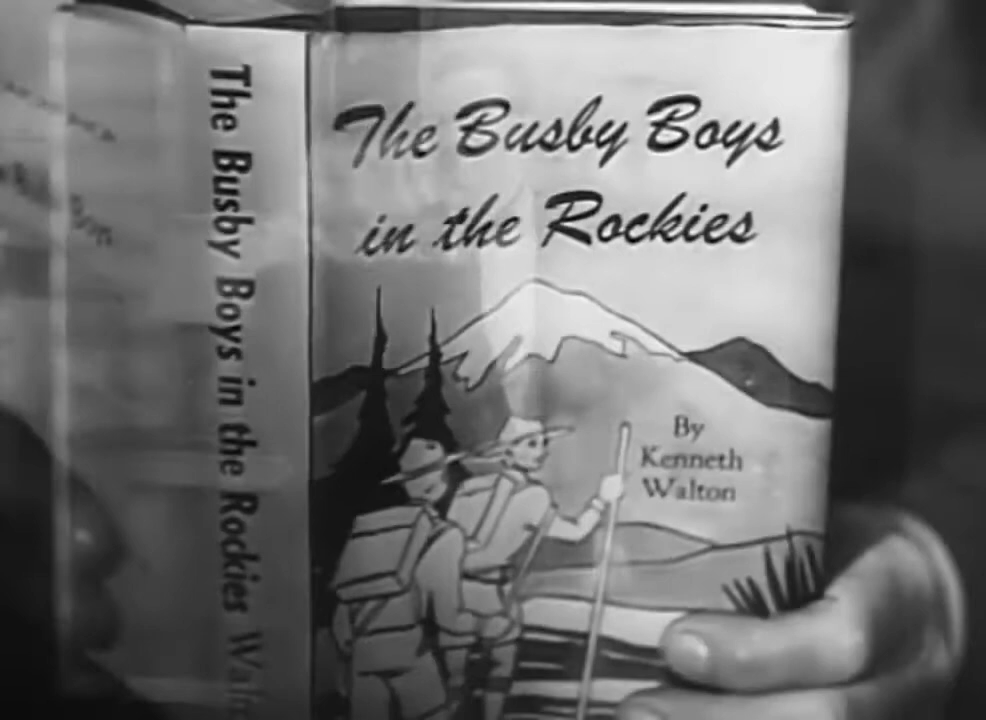 The Busby Boys in the Rockies
The Busby Boys
in the Rockies
By
Kenneth
Walton